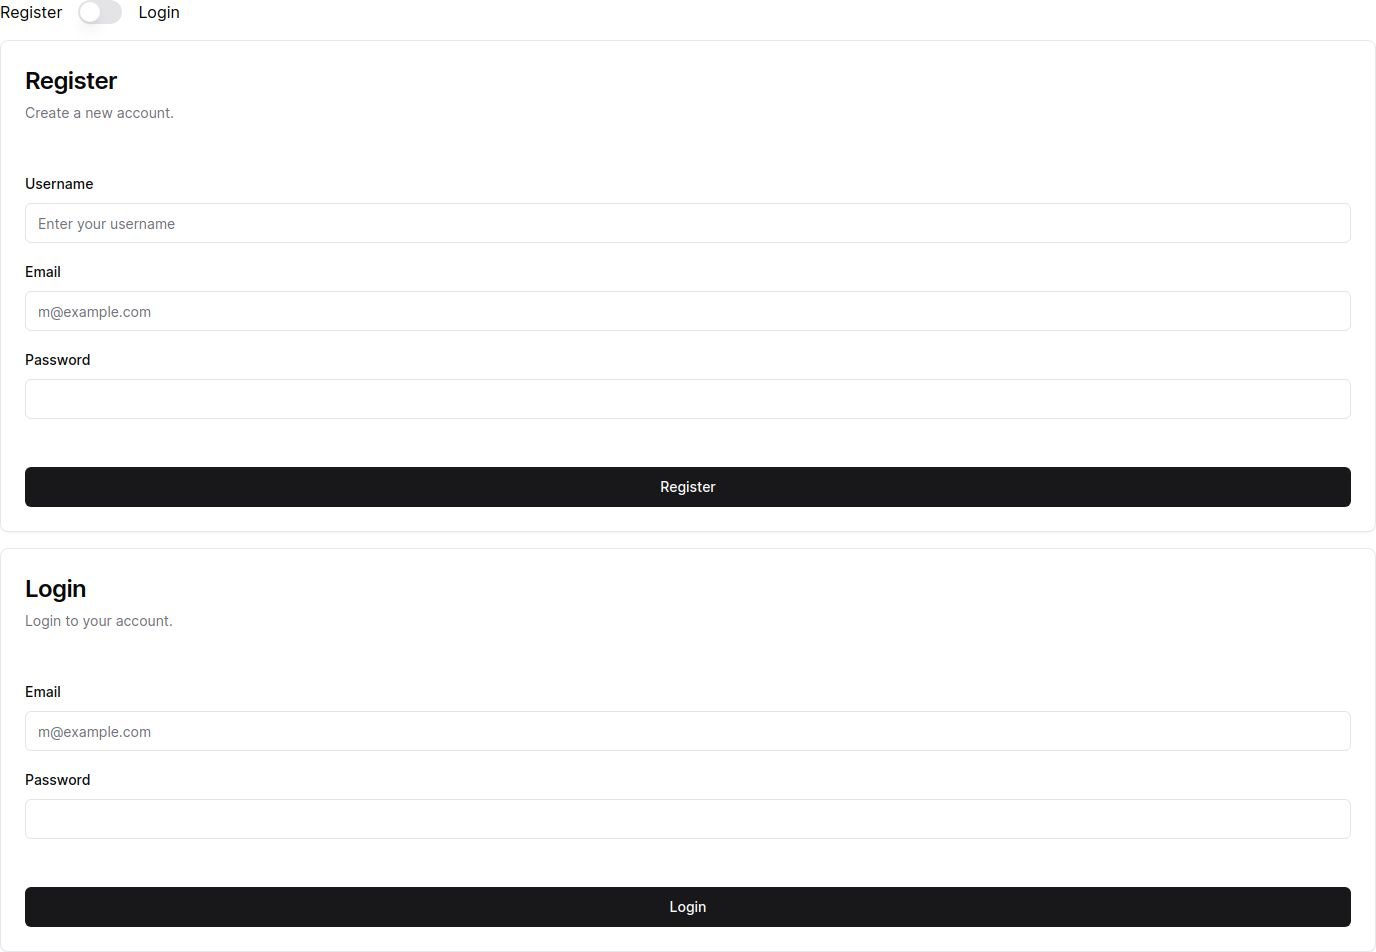 Register Login
Register
Create a new account.
Username
Enter your username
Email
m@example.com
Password
Register
Login
Login to your account.
Email
m@example.com
Password
Login